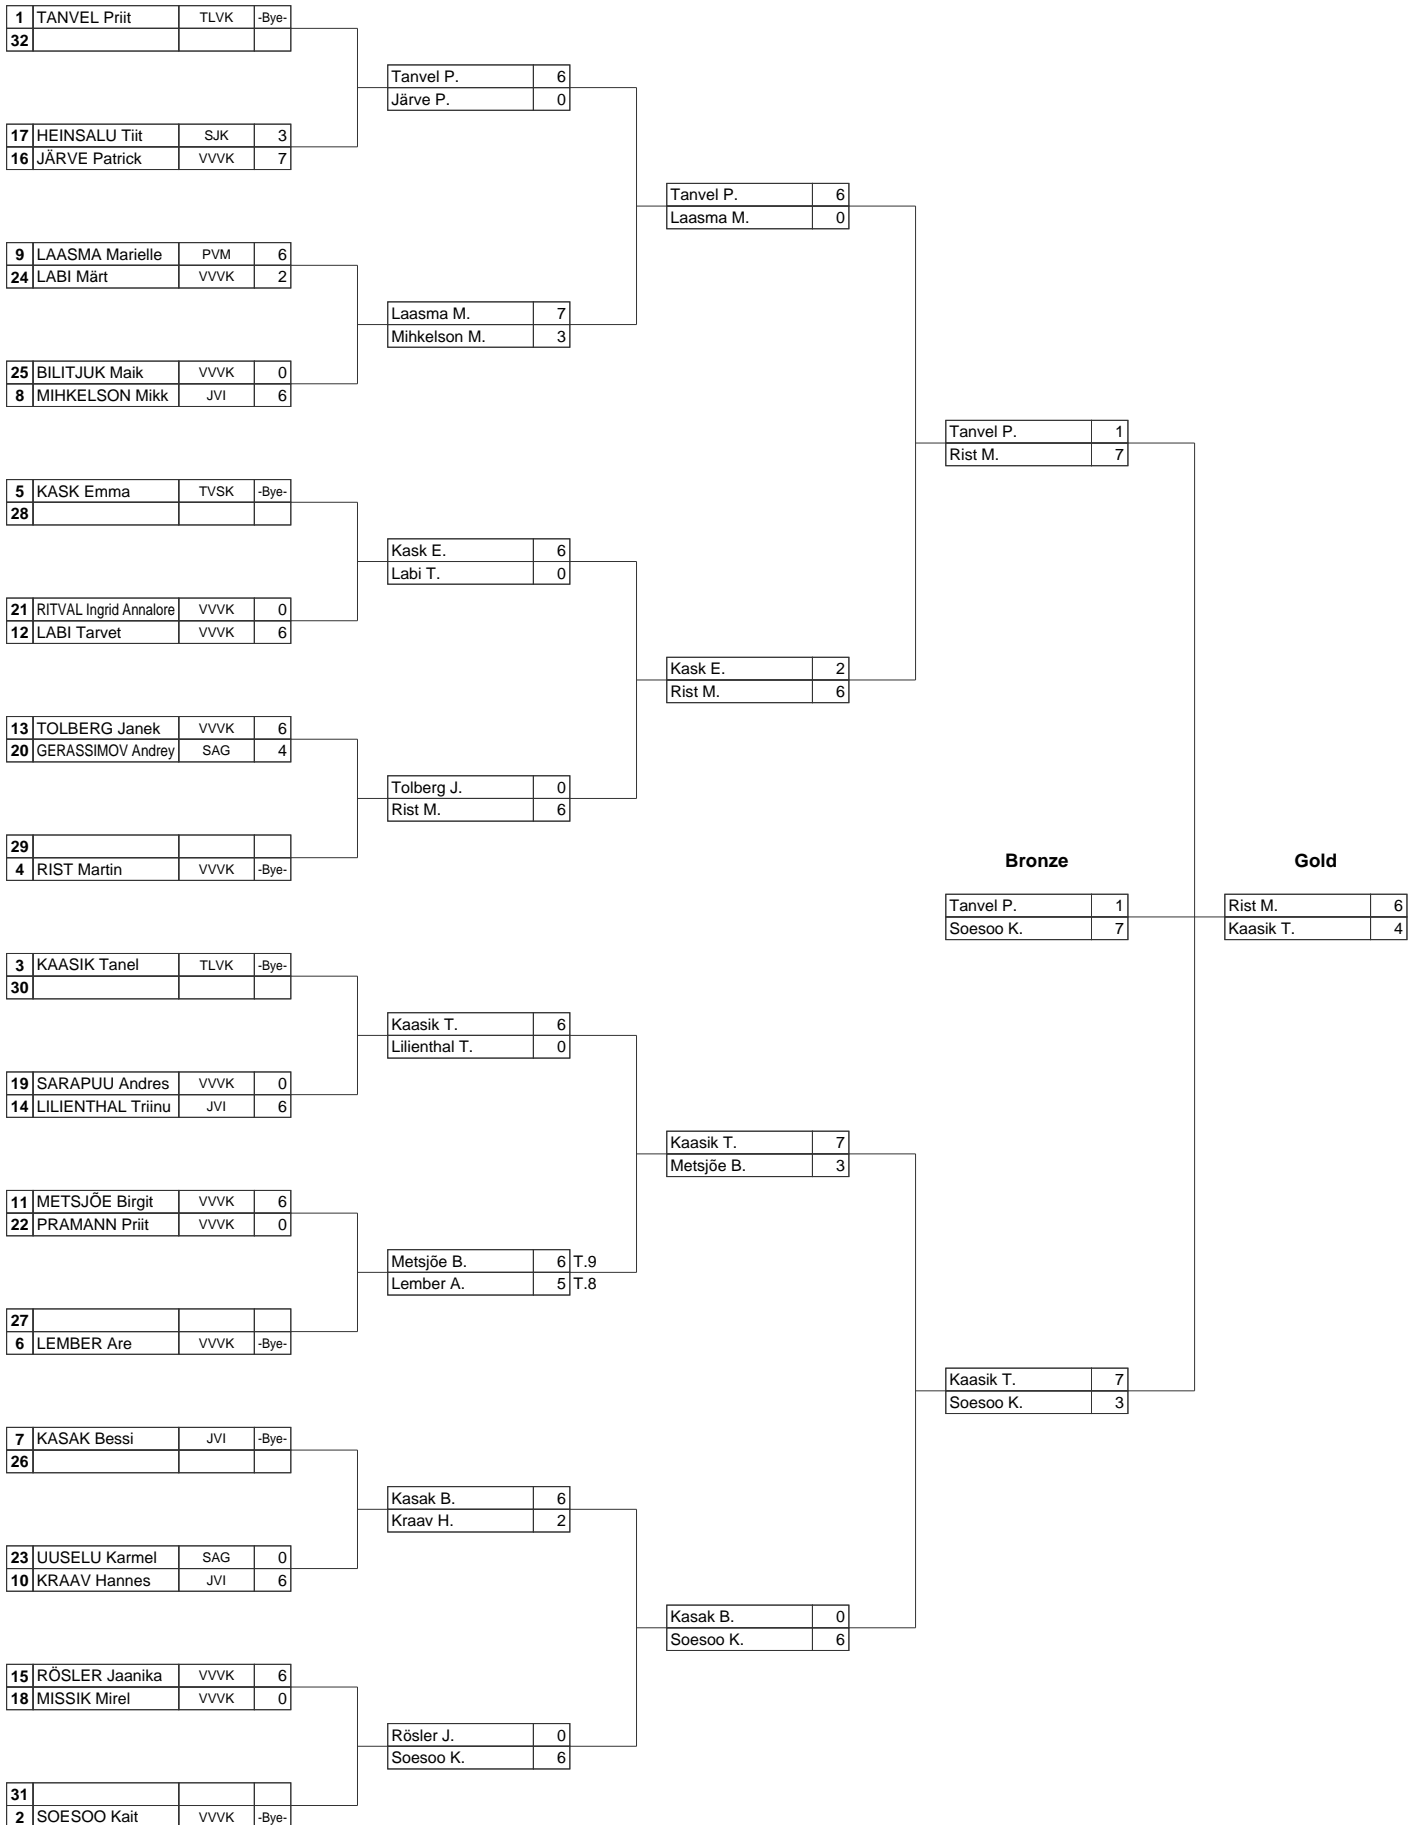 1 TANVEL Priit TLVK -Bye-
32
Tanvel P. 6
Järve P. 0
17 HEINSALU Tiit SJK 3
16 JÄRVE Patrick VVVK 7
Tanvel P. 6
Laasma M. 0
9 LAASMA Marielle PVM 6
24 LABI Märt VVVK 2
Laasma M. 7
Mihkelson M. 3
25 BILITJUK Maik VVVK 0
8 MIHKELSON Mikk JVI 6
Tanvel P. 1
Rist M. 7
5 KASK Emma TVSK -Bye-
28
Kask E. 6
Labi T. 0
21 RITVAL Ingrid Annalore VVVK 0
12 LABI Tarvet VVVK 6
Kask E. 2
Rist M. 6
13 TOLBERG Janek VVVK 6
20 GERASSIMOV Andrey SAG 4
Tolberg J. 0
Rist M. 6
29
4 RIST Martin VVVK -Bye-
Bronze Gold
Tanvel P. 1 Rist M. 6
Soesoo K. 7 Kaasik T. 4
3 KAASIK Tanel TLVK -Bye-
30
Kaasik T. 6
Lilienthal T. 0
19 SARAPUU Andres VVVK 0
14 LILIENTHAL Triinu JVI 6
Kaasik T. 7
Metsjõe B. 3
11 METSJÕE Birgit VVVK 6
22 PRAMANN Priit VVVK 0
Metsjõe B. 6 T.9
Lember A. 5 T.8
27
6 LEMBER Are VVVK -Bye-
Kaasik T. 7
Soesoo K. 3
7 KASAK Bessi JVI -Bye-
26
Kasak B. 6
Kraav H. 2
23 UUSELU Karmel SAG 0
10 KRAAV Hannes JVI 6
Kasak B. 0
Soesoo K. 6
15 RÖSLER Jaanika VVVK 6
18 MISSIK Mirel VVVK 0
Rösler J. 0
Soesoo K. 6
31
2 SOESOO Kait VVVK -Bye-